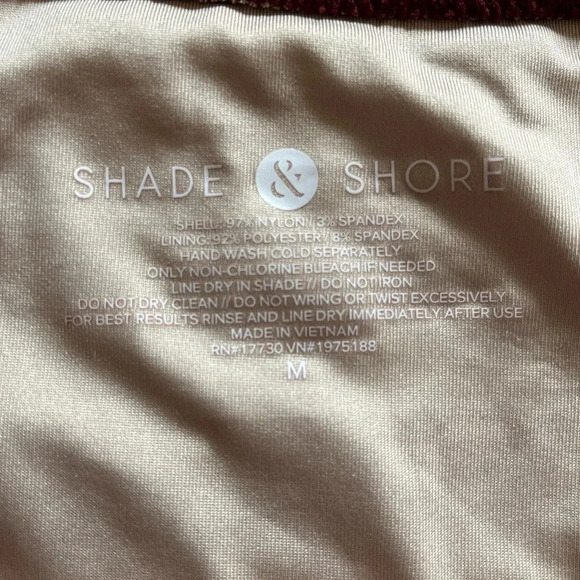 SHADE & SHORE
SHELL: 97% NYLON // 3% SPANDEX
LINING: 92% POLYESTER // 8% SPANDEX
HAND WASH COLD SEPARATELY
ONLY NON-CHLORINE BLEACH IF NEEDED
LINE DRY IN SHADE // DO NOT IRON
DO NOT DRY CLEAN // DO NOT WRING OR TWIST EXCESSIVELY
FOR BEST RESULTS RINSE AND LINE DRY IMMEDIATELY AFTER USE
MADE IN VIETNAM
RN#17730 VN#1975188
M